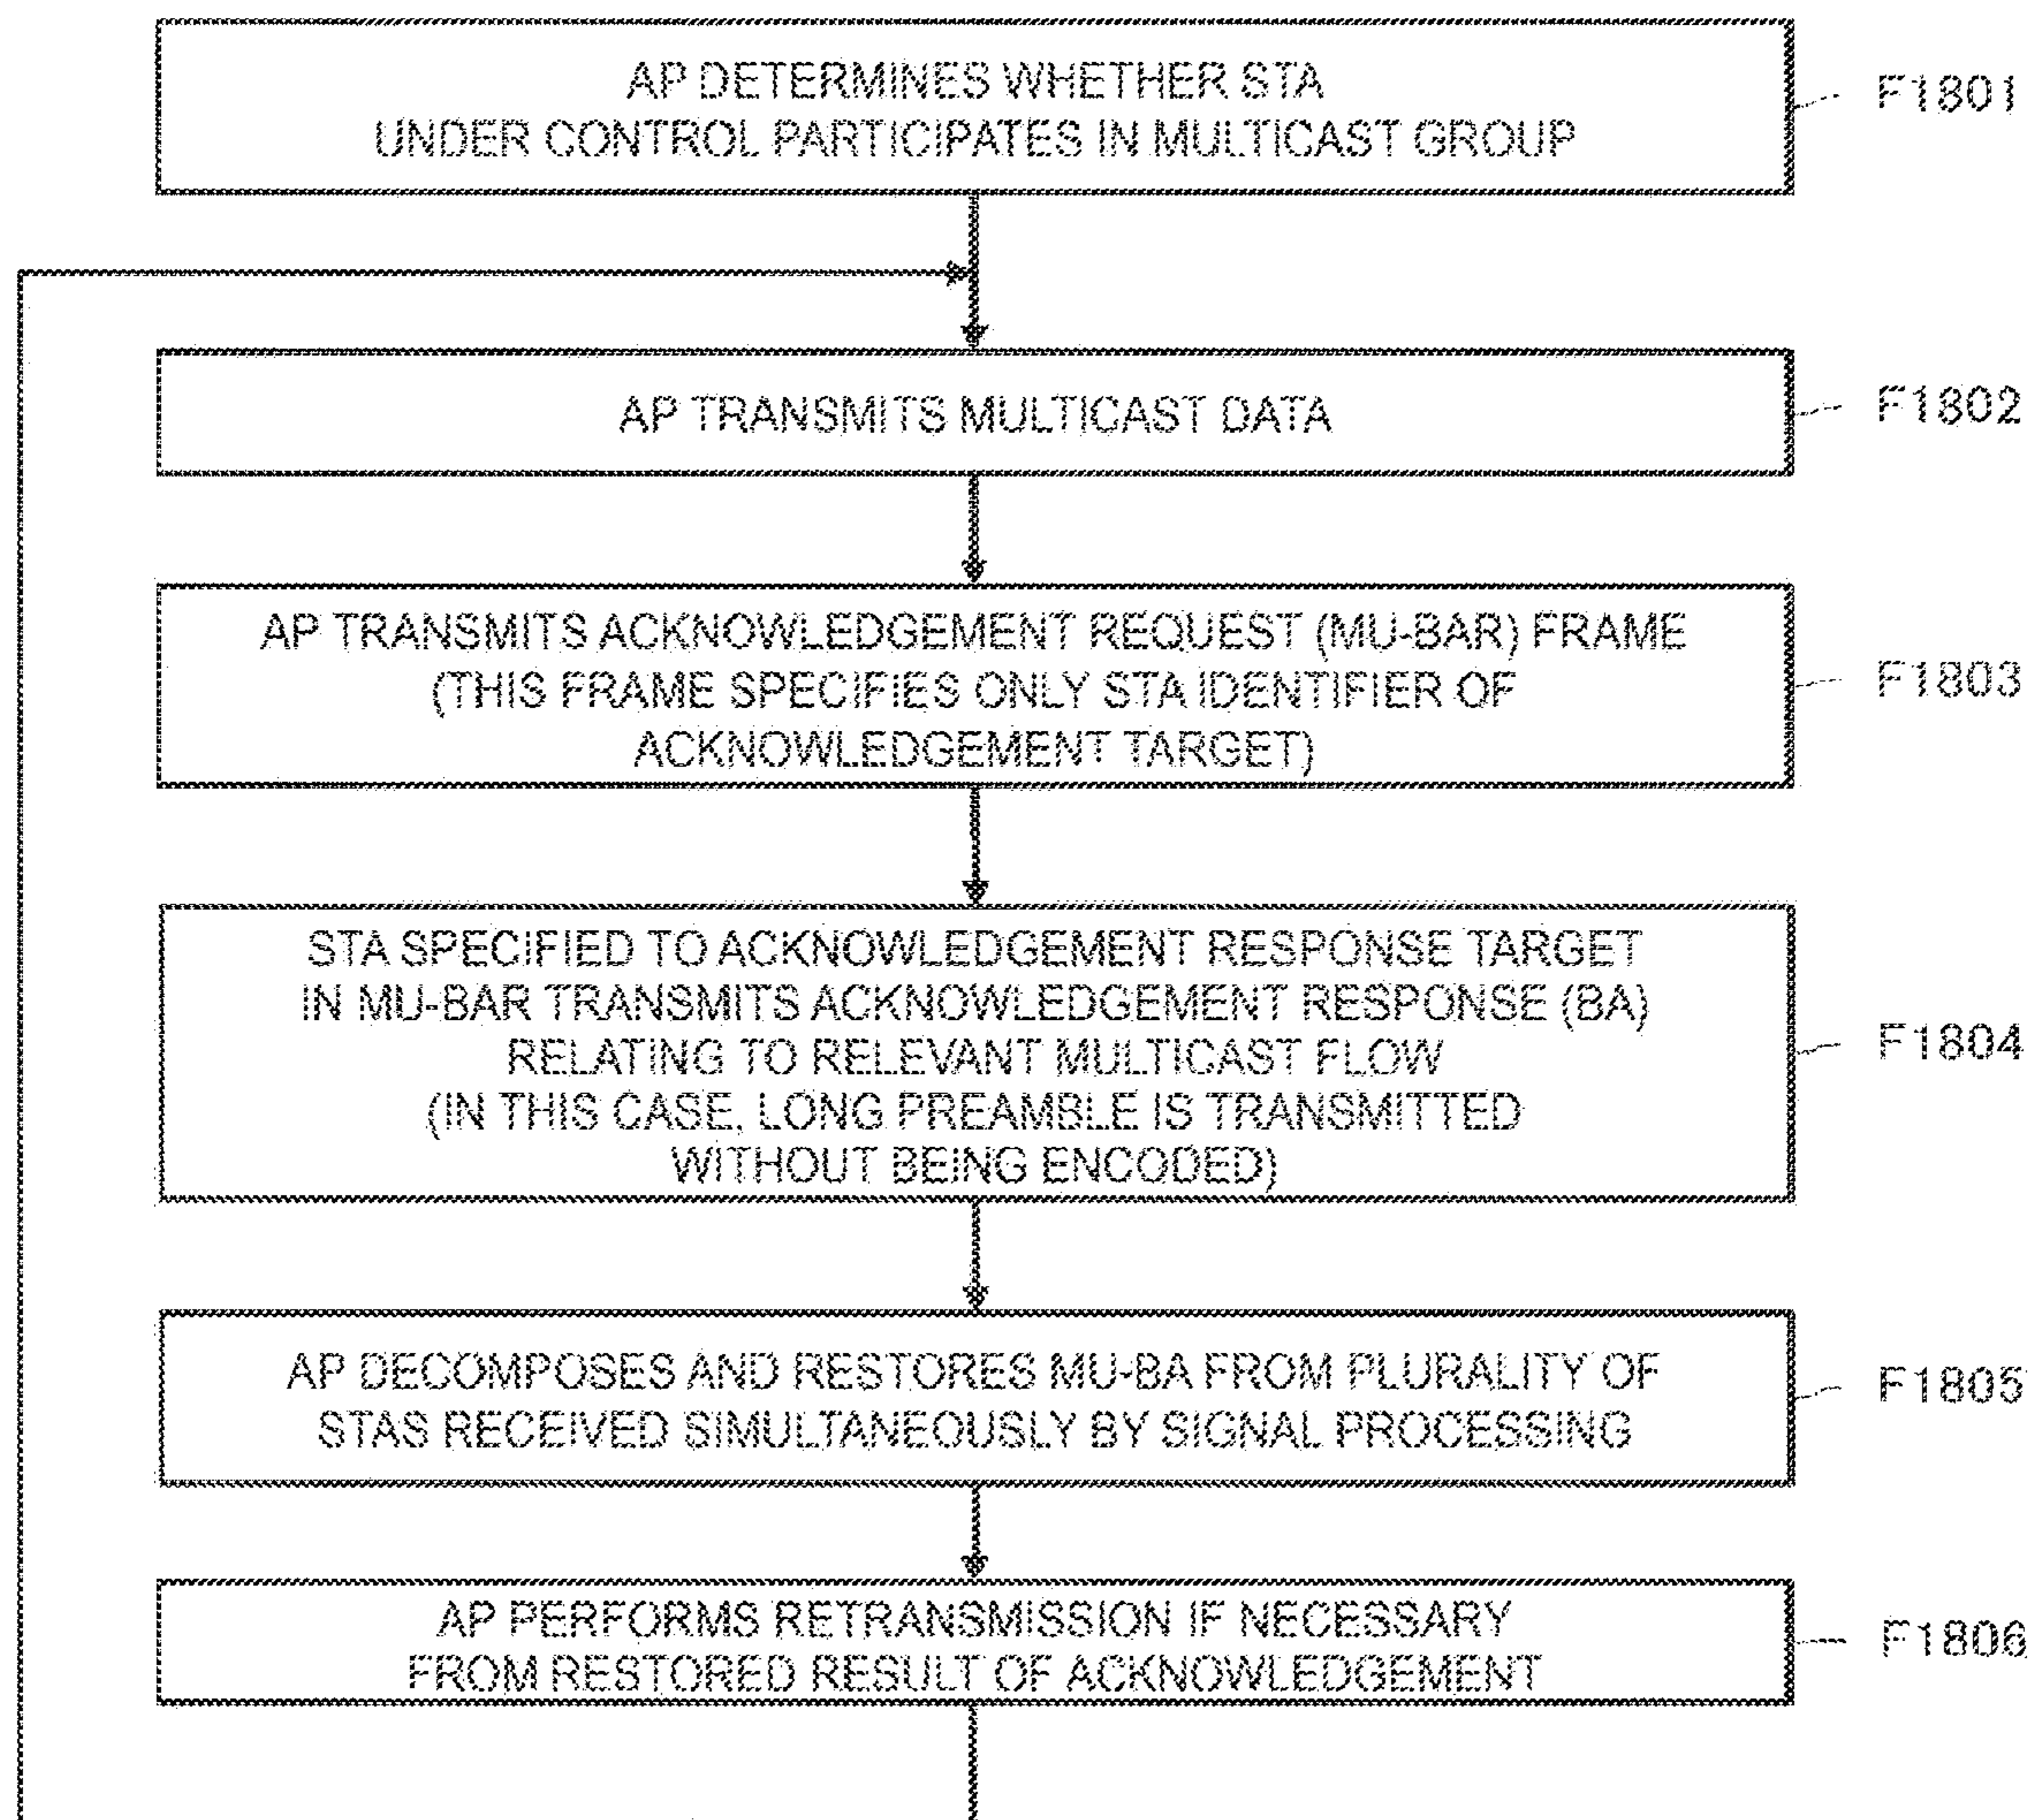 AP DETERMINES WHETHER STA
UNDER CONTROL PARTICIPATES IN MULTICAST GROUP
F1801
AP TRANSMITS MULTICAST DATA
F1802
AP TRANSMITS ACKNOWLEDGEMENT REQUEST (MU-BAR) FRAME
(THIS FRAME SPECIFIES ONLY STA IDENTIFIER OF
ACKNOWLEDGEMENT TARGET)
F1803
STA SPECIFIED TO ACKNOWLEDGEMENT RESPONSE TARGET
IN MU-BAR TRANSMITS ACKNOWLEDGEMENT RESPONSE (BA)
RELATING TO RELEVANT MULTICAST FLOW
(IN THIS CASE, LONG PREAMBLE IS TRANSMITTED
WITHOUT BEING ENCODED)
F1804
AP DECOMPOSES AND RESTORES MU-BA FROM PLURALITY OF
STAS RECEIVED SIMULTANEOUSLY BY SIGNAL PROCESSING
F1805
AP PERFORMS RETRANSMISSION IF NECESSARY
FROM RESTORED RESULT OF ACKNOWLEDGEMENT
F1806